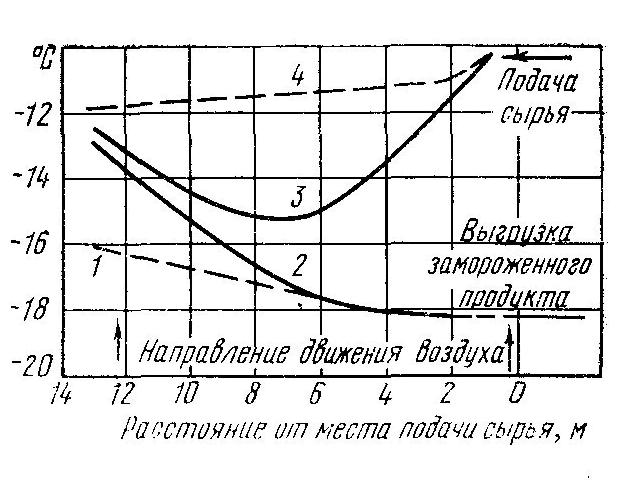 °C
4
Подача
сырья
-12
-14
3
-16
1
2
Выгрузка
замороженного
продукта
-18
Направление движения воздуха
-20
14 12 10 8 6 4 2 0
Расстояние от места подачи сырья, м